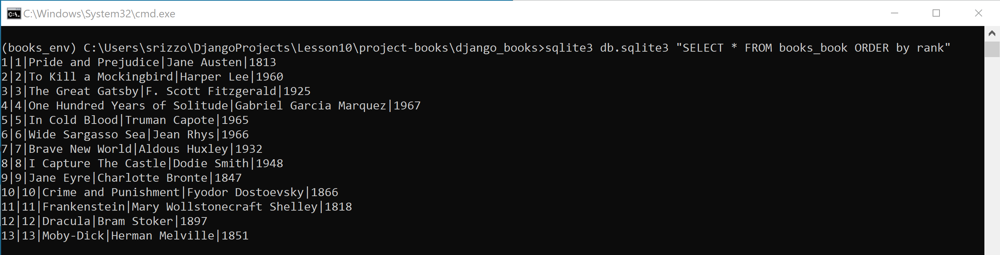 C:\Windows\System32\cmd.exe
(books_env) C:\Users\srizzo\DjangoProjects\Lesson10\project-books\django_books>sqlite3 db.sqlite3 "SELECT * FROM books_book ORDER by rank"
1|1|Pride and Prejudice|Jane Austen|1813
2|2|To Kill a Mockingbird|Harper Lee|1960
3|3|The Great Gatsby|F. Scott Fitzgerald|1925
4|4|One Hundred Years of Solitude|Gabriel Garcia Marquez|1967
5|5|In Cold Blood|Truman Capote|1965
6|6|Wide Sargasso Sea|Jean Rhys|1966
7|7|Brave New World|Aldous Huxley|1932
8|8|I Capture The Castle|Dodie Smith|1948
9|9|Jane Eyre|Charlotte Bronte|1847
10|10|Crime and Punishment|Fyodor Dostoevsky|1866
11|11|Frankenstein|Mary Wollstonecraft Shelley|1818
12|12|Dracula|Bram Stoker|1897
13|13|Moby-Dick|Herman Melville|1851